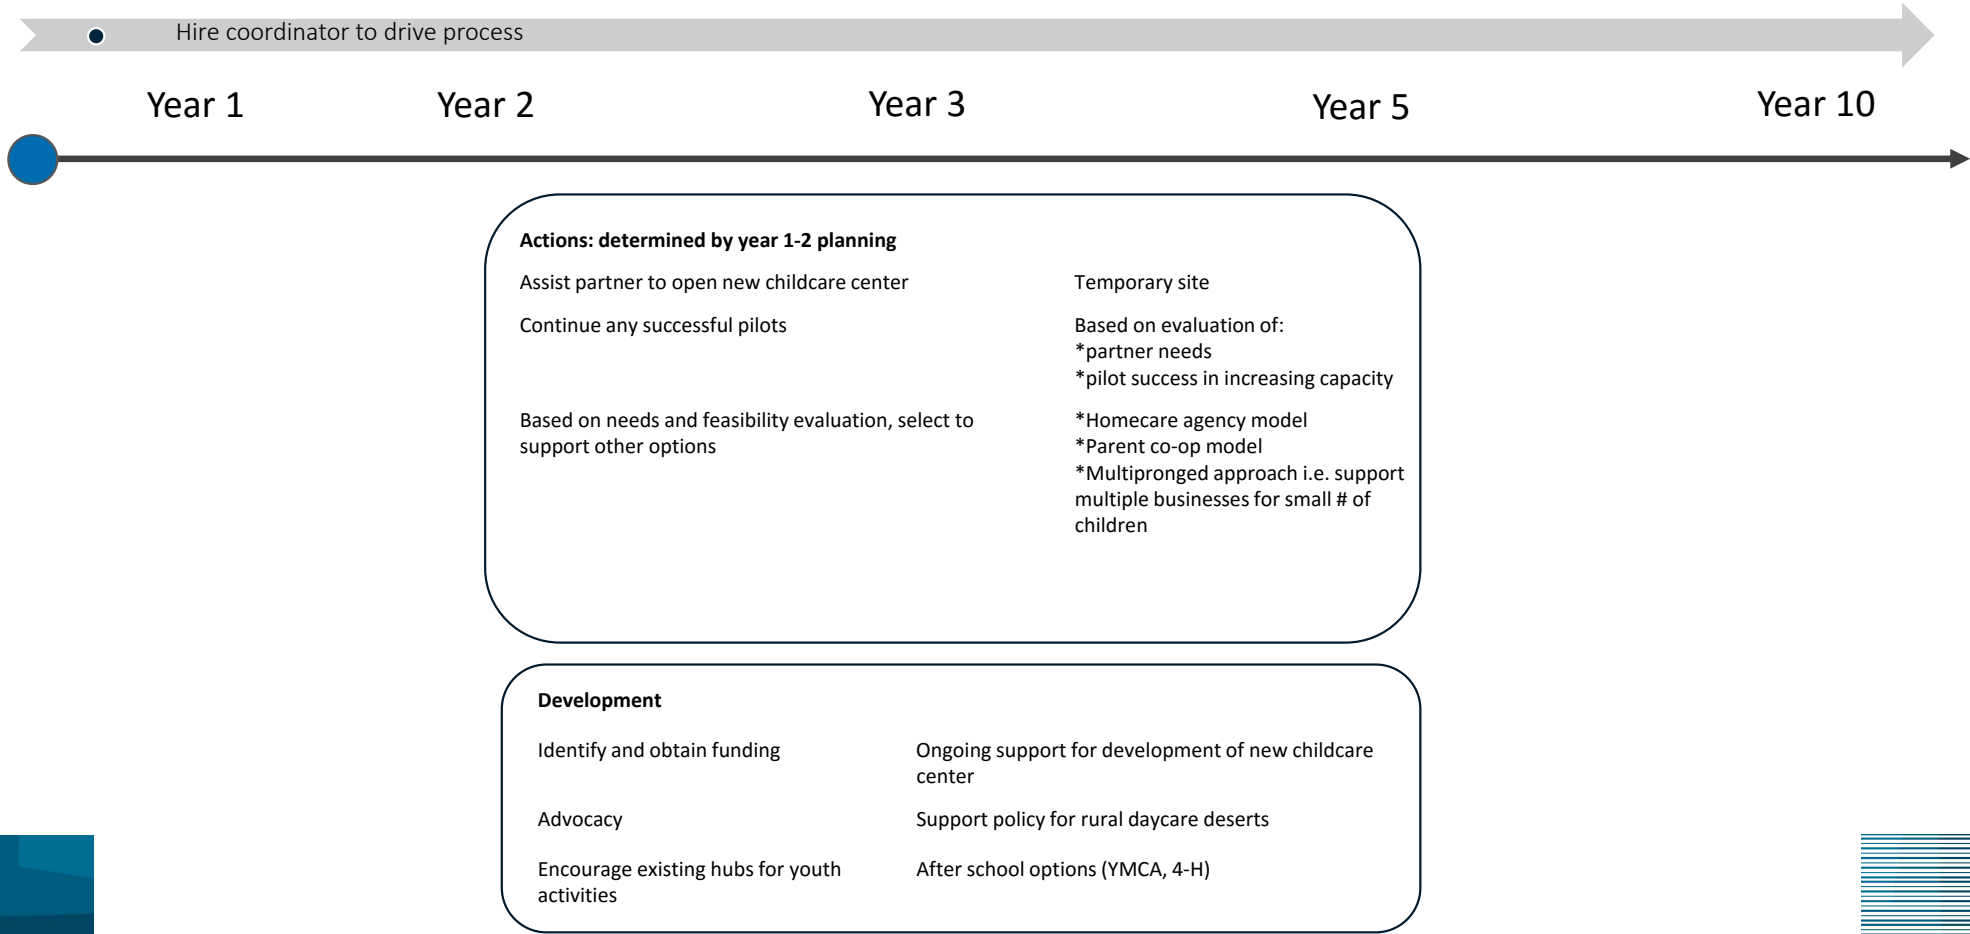 Hire coordinator to drive process
Year 1
Year 2
Year 3
Year 5
Year 10
Actions: determined by year 1-2 planning
Assist partner to open new childcare center
Temporary site
Continue any successful pilots
Based on evaluation of:
*partner needs
*pilot success in increasing capacity
Based on needs and feasibility evaluation, select to
support other options
*Homecare agency model
*Parent co-op model
*Multipronged approach i.e. support
multiple businesses for small # of
children
Development
Identify and obtain funding
Ongoing support for development of new childcare
center
Advocacy
Support policy for rural daycare deserts
Encourage existing hubs for youth
activities
After school options (YMCA, 4-H)